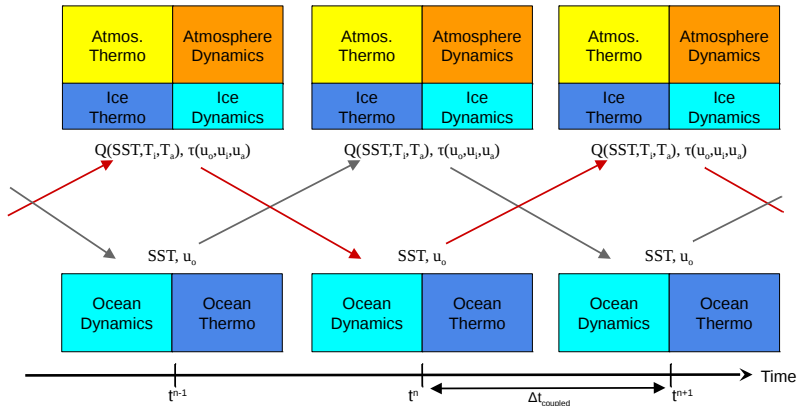 Atmos. Thermo
Atmosphere Dynamics
Ice Thermo
Ice Dynamics
Atmos. Thermo
Atmosphere Dynamics
Ice Thermo
Ice Dynamics
Atmos. Thermo
Atmosphere Dynamics
Ice Thermo
Ice Dynamics
Q(SST,Tᵢ,Tₐ), τ(uₒ,uᵢ,uₐ)
Q(SST,Tᵢ,Tₐ), τ(uₒ,uᵢ,uₐ)
Q(SST,Tᵢ,Tₐ), τ(uₒ,uᵢ,uₐ)
SST, uₒ
SST, uₒ
SST, uₒ
Ocean Dynamics
Ocean Thermo
Ocean Dynamics
Ocean Thermo
Ocean Dynamics
Ocean Thermo
Time
tⁿ⁻¹
tⁿ
Δt_coupled
tⁿ⁺¹